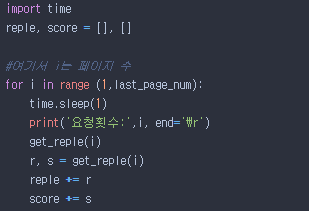 import time
reple, score = [], []
#여기서 i는 페이지 수
for i in range (1,last_page_num):
time.sleep(1)
print('요청횟수:',i, end='₩r')
get_reple(i)
r, s = get_reple(i)
reple += r
score += s